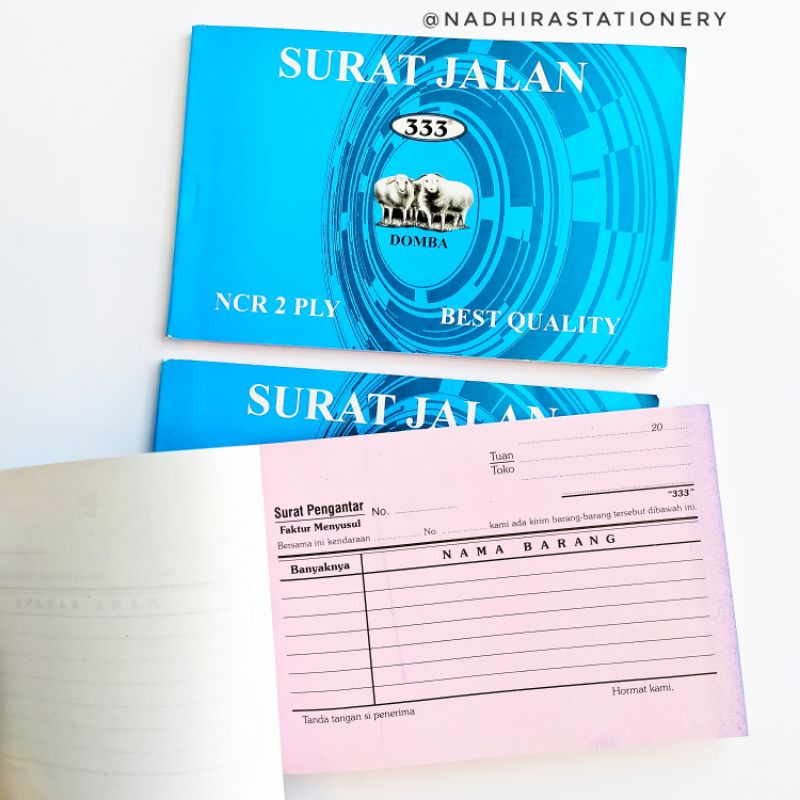 @NADHIRASTATIONERY
SURAT JALAN
333
DOMBA
NCR 2 PLY
BEST QUALITY
SURAT JALAN
20
Tuan
Toko
"333"
Surat Pengantar No.
Faktur Menyusul
Bersama ini kendaraan No. kami ada kirim barang-barang tersebut dibawah ini.
Banyaknya NAMA BARANG
Tanda tangan si penerima
Hormat kami,